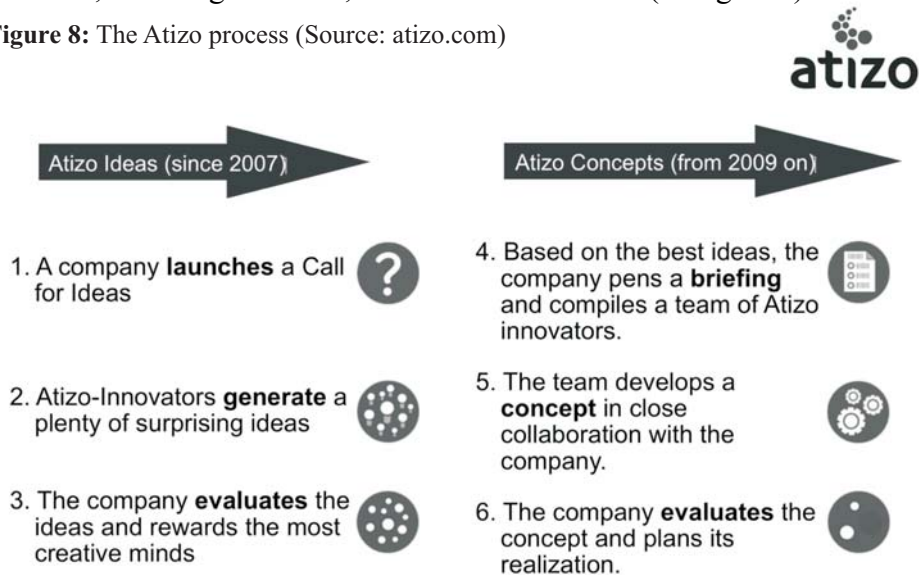 Figure 8: The Atizo process (Source: atizo.com)
atizo
Atizo Ideas (since 2007)
1. A company launches a Call
for Ideas
2. Atizo-Innovators generate a
plenty of surprising ideas
3. The company evaluates the
ideas and rewards the most
creative minds
Atizo Concepts (from 2009 on)
4. Based on the best ideas, the
company pens a briefing
and compiles a team of Atizo
innovators.
5. The team develops a
concept in close
collaboration with the
company.
6. The company evaluates the
concept and plans its
realization.